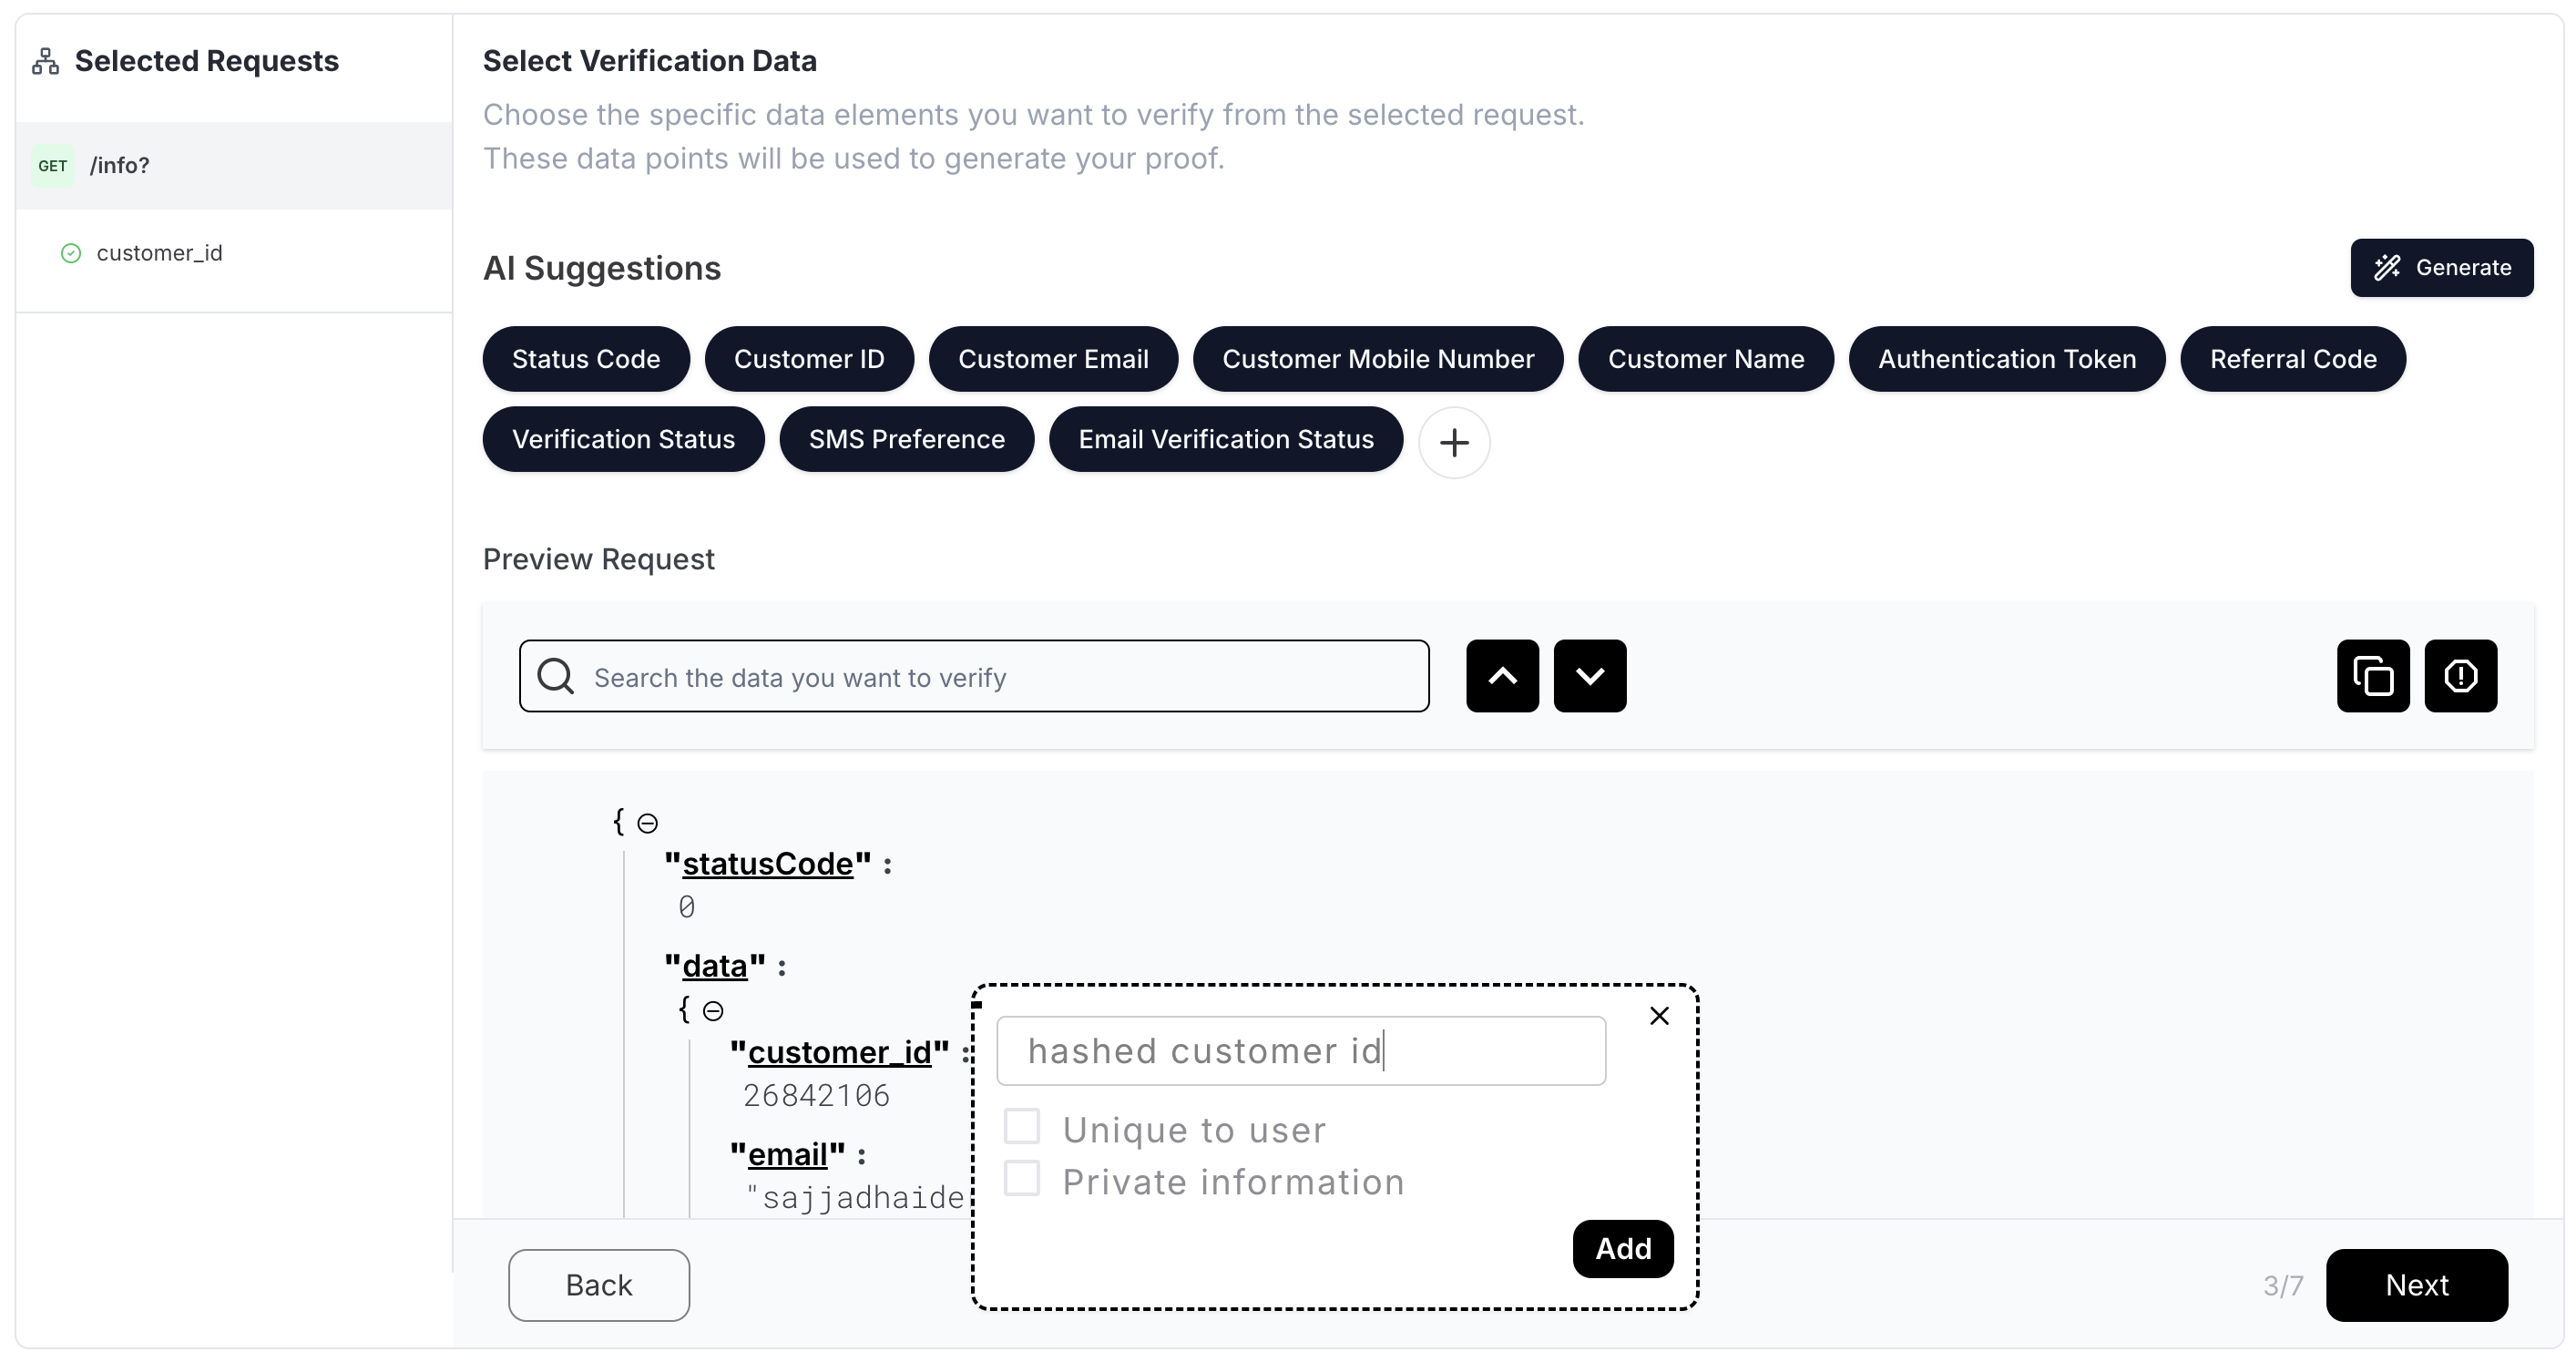 Selected Requests
GET /info?
customer_id
Select Verification Data
Choose the specific data elements you want to verify from the selected request.
These data points will be used to generate your proof.
AI Suggestions
Generate
Status Code
Customer ID
Customer Email
Customer Mobile Number
Customer Name
Authentication Token
Referral Code
Verification Status
SMS Preference
Email Verification Status
Preview Request
Search the data you want to verify
{
"statusCode" :
0
"data" :
{
"customer_id" :
26842106
"email" :
"sajjadhaide
hashed customer id
Unique to user
Private information
Add
Back
3/7
Next